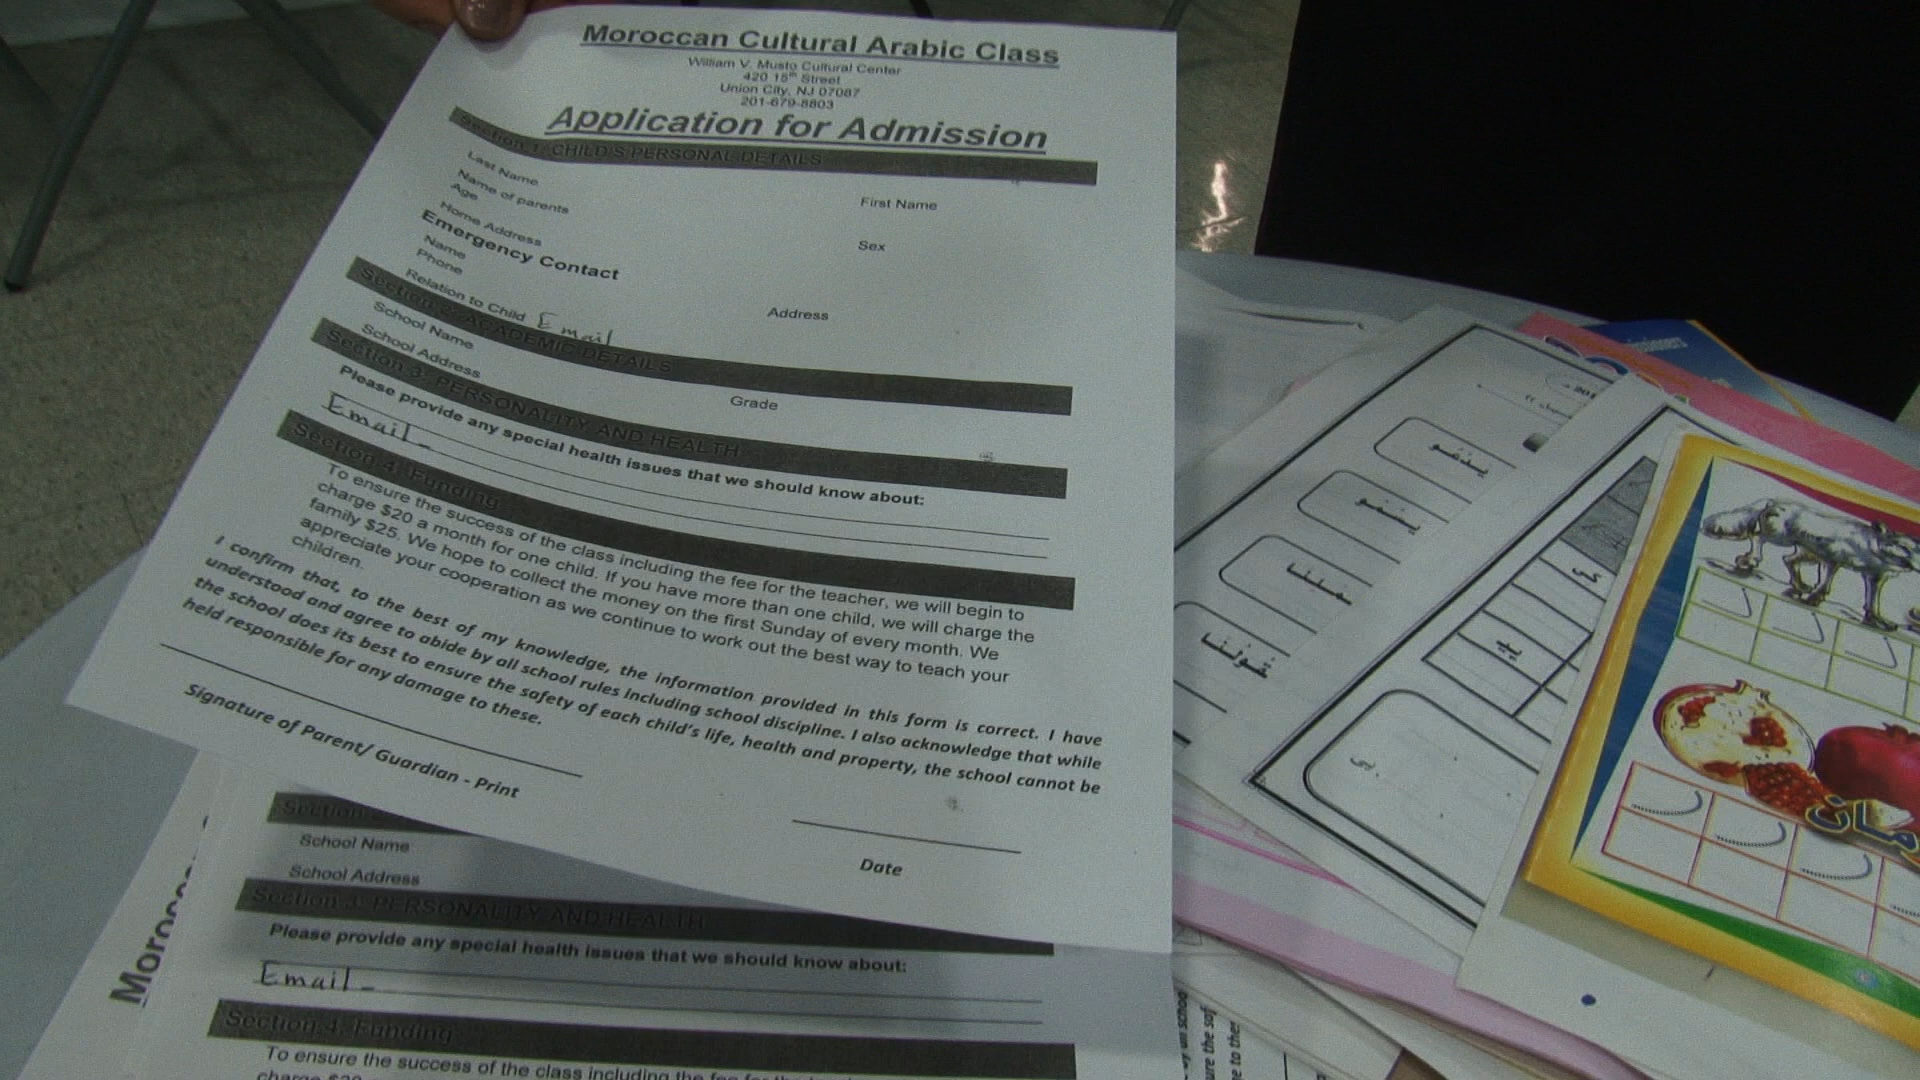 Moroccan Cultural Arabic Class
William V. Musto Cultural Center
420 15th Street
Union City, NJ 07087
201-679-8803
Application for Admission
Section 1: CHILD'S PERSONAL DETAILS
Last Name
First Name
Name of parents
Age
Sex
Home Address
Emergency Contact
Name
Address
Phone
Relation to Child Email
Section 2: ACADEMIC DETAILS
School Name
Grade
School Address
Section 3: PERSONALITY AND HEALTH
Please provide any special health issues that we should know about:
Email -
Section 4: Funding
To ensure the success of the class including the fee for the teacher, we will begin to
charge $20 a month for one child. If you have more than one child, we will charge the
family $25. We hope to collect the money on the first Sunday of every month. We
appreciate your cooperation as we continue to work out the best way to teach your
children.
I confirm that, to the best of my knowledge, the information provided in this form is correct. I have
understood and agree to abide by all school rules including school discipline. I also acknowledge that while
the school does its best to ensure the safety of each child's life, health and property, the school cannot be
held responsible for any damage to these.
Signature of Parent/ Guardian - Print
Date
Section
School Name
School Address
Section 3: PERSONALITY AND HEALTH
Please provide any special health issues that we should know about:
Email -
Section 4: Funding
To ensure the success of the class including the fee for the
charge $20